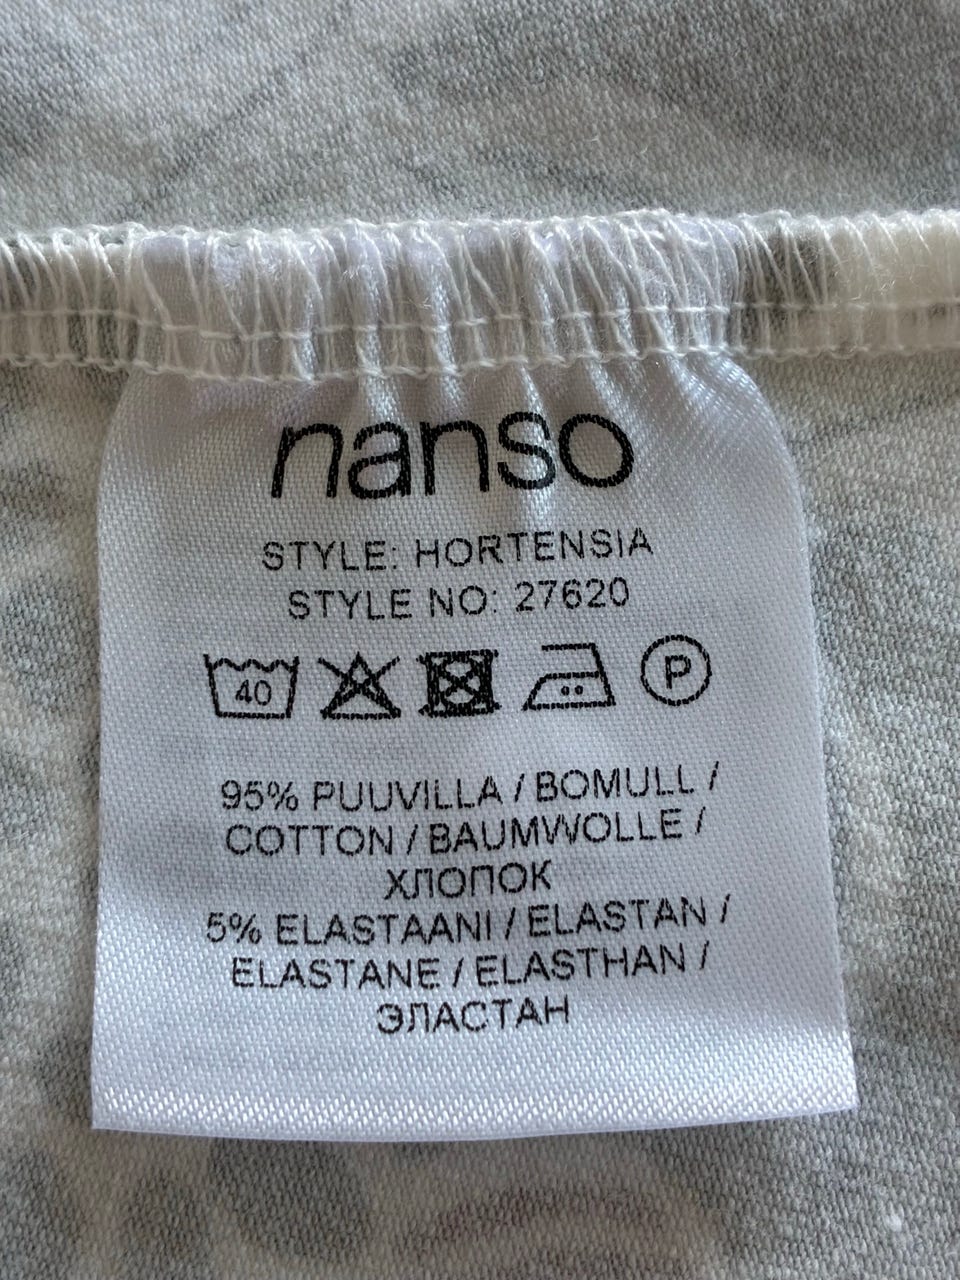 nanso
STYLE: HORTENSIA
STYLE NO: 27620
40 P
95% PUUVILLA / BOMULL /
COTTON / BAUMWOLLE /
ХЛОПОК
5% ELASTAANI / ELASTAN /
ELASTANE / ELASTHAN /
ЭЛАСТАН